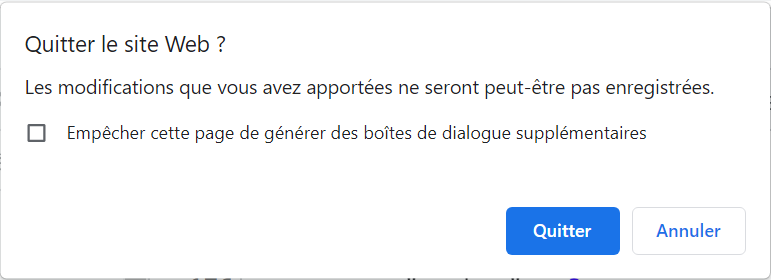 Quitter le site Web ?
Les modifications que vous avez apportées ne seront peut-être pas enregistrées.
Empêcher cette page de générer des boîtes de dialogue supplémentaires
Quitter
Annuler